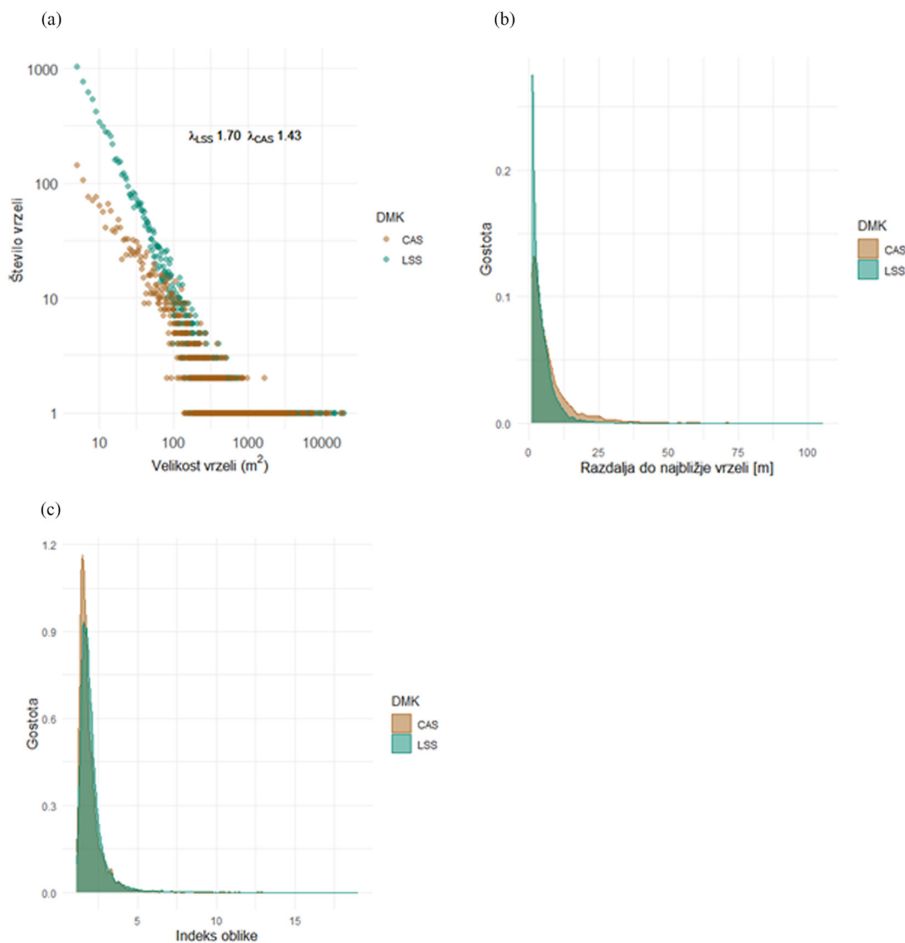 (a)
1000
100
10
1
Število vrzeli
λLSS 1.70 λCAS 1.43
10 100 1000 10000
Velikost vrzeli (m²)
DMK
CAS
LSS
(b)
0.2
0.1
0.0
Gostota
0 25 50 75 100
Razdalja do najbližje vrzeli [m]
DMK
CAS
LSS
(c)
1.2
0.9
0.6
0.3
0.0
Gostota
5 10 15
Indeks oblike
DMK
CAS
LSS